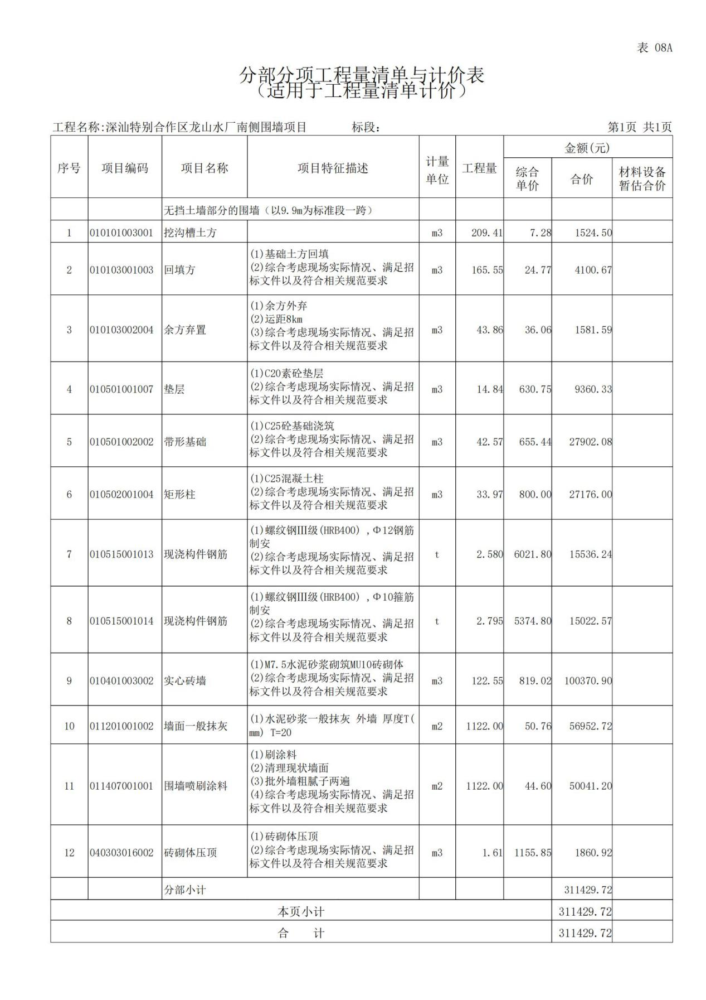 表 08A
分部分项工程量清单与计价表
（适用于工程量清单计价）
工程名称:深汕特别合作区龙山水厂南侧围墙项目 标段: 第1页 共1页
序号 项目编码 项目名称 项目特征描述 计量单位 工程量 金额(元)
综合单价 合价 材料设备暂估合价
无挡土墙部分的围墙（以9.9m为标准段一跨）
1 010101003001 挖沟槽土方 m3 209.41 7.28 1524.50
(1)基础土方回填
(2)综合考虑现场实际情况、满足招
标文件以及符合相关规范要求
2 010103001003 回填方 m3 165.55 24.77 4100.67
(1)余方外弃
(2)运距8km
(3)综合考虑现场实际情况、满足招
标文件以及符合相关规范要求
3 010103002004 余方弃置 m3 43.86 36.06 1581.59
(1)C20素砼垫层
(2)综合考虑现场实际情况、满足招
标文件以及符合相关规范要求
4 010501001007 垫层 m3 14.84 630.75 9360.33
(1)C25砼基础浇筑
(2)综合考虑现场实际情况、满足招
标文件以及符合相关规范要求
5 010501002002 带形基础 m3 42.57 655.44 27902.08
(1)C25混凝土柱
(2)综合考虑现场实际情况、满足招
标文件以及符合相关规范要求
6 010502001004 矩形柱 m3 33.97 800.00 27176.00
(1)螺纹钢Ⅲ级(HRB400) ,Φ12钢筋
制安
(2)综合考虑现场实际情况、满足招
标文件以及符合相关规范要求
7 010515001013 现浇构件钢筋 t 2.580 6021.80 15536.24
(1)螺纹钢Ⅲ级(HRB400) ,Φ10箍筋
制安
(2)综合考虑现场实际情况、满足招
标文件以及符合相关规范要求
8 010515001014 现浇构件钢筋 t 2.795 5374.80 15022.57
(1)M7.5水泥砂浆砌筑MU10砖砌体
(2)综合考虑现场实际情况、满足招
标文件以及符合相关规范要求
9 010401003002 实心砖墙 m3 122.55 819.02 100370.90
(1)水泥砂浆一般抹灰 外墙 厚度T(
mm) T=20
10 011201001002 墙面一般抹灰 m2 1122.00 50.76 56952.72
(1)刷涂料
(2)清理现状墙面
(3)批外墙粗腻子两遍
(4)综合考虑现场实际情况、满足招
标文件以及符合相关规范要求
11 011407001001 围墙喷刷涂料 m2 1122.00 44.60 50041.20
(1)砖砌体压顶
(2)综合考虑现场实际情况、满足招
标文件以及符合相关规范要求
12 040303016002 砖砌体压顶 m3 1.61 1155.85 1860.92
分部小计 311429.72
本页小计 311429.72
合 计 311429.72